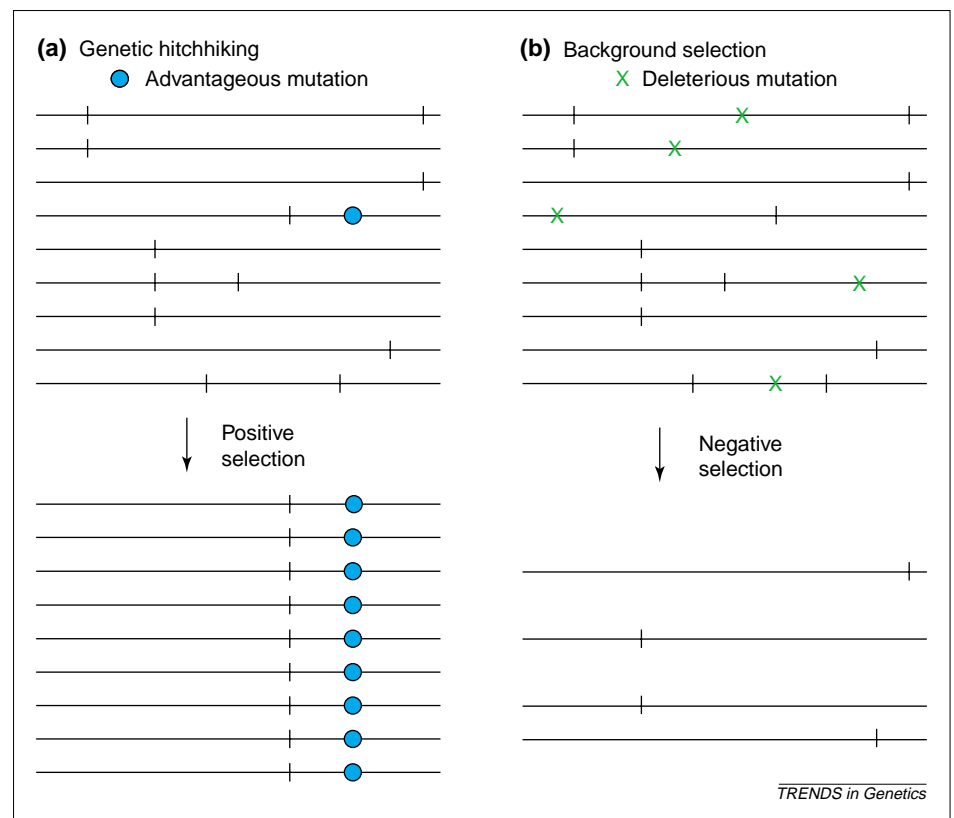 (a) Genetic hitchhiking
Advantageous mutation
Positive
selection
(b) Background selection
X Deleterious mutation
X
X
X
X
X
Negative
selection
TRENDS in Genetics